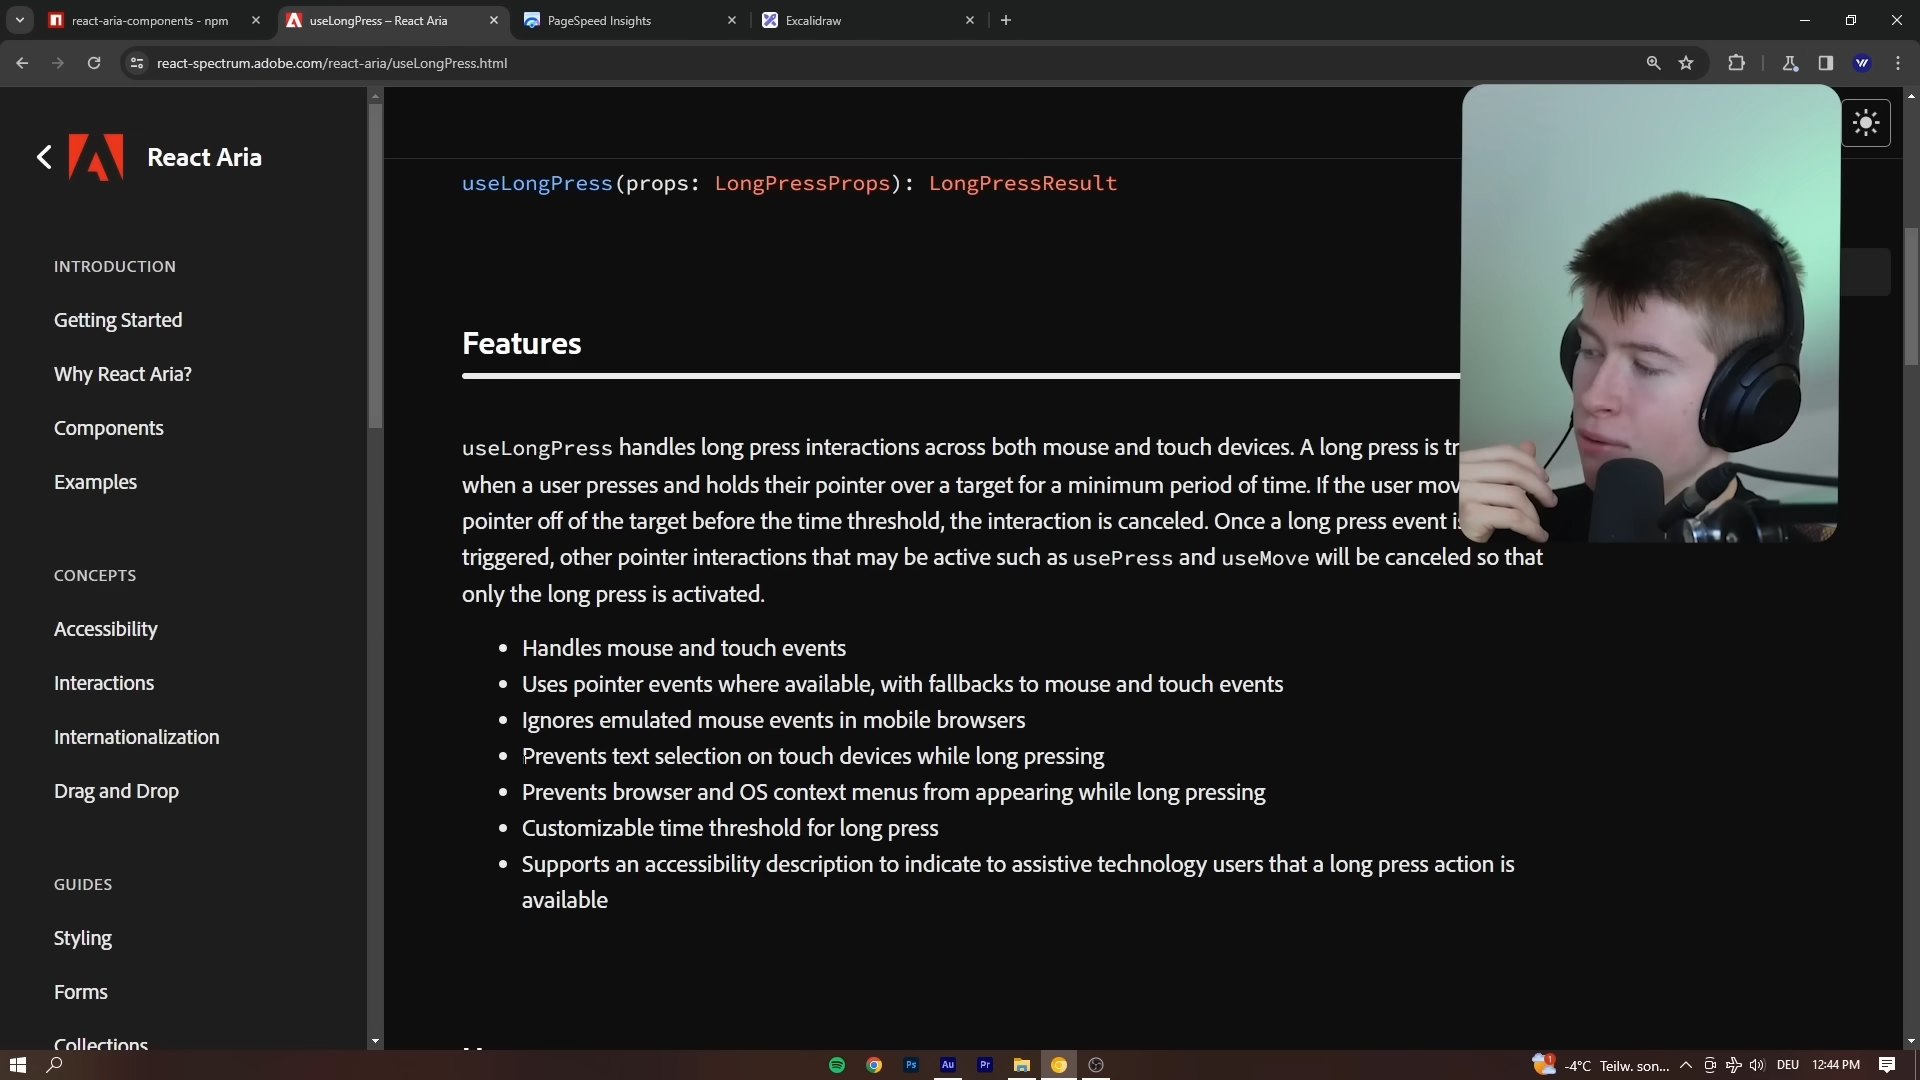 react-aria-components - npm
useLongPress – React Aria
PageSpeed Insights
Excalidraw
react-spectrum.adobe.com/react-aria/useLongPress.html
React Aria
INTRODUCTION
Getting Started
Why React Aria?
Components
Examples
CONCEPTS
Accessibility
Interactions
Internationalization
Drag and Drop
GUIDES
Styling
Forms
Collections
useLongPress(props: LongPressProps): LongPressResult
Features
useLongPress handles long press interactions across both mouse and touch devices. A long press is
when a user presses and holds their pointer over a target for a minimum period of time. If the user
pointer off of the target before the time threshold, the interaction is canceled. Once a long press event
triggered, other pointer interactions that may be active such as usePress and useMove will be canceled so that
only the long press is activated.
• Handles mouse and touch events
• Uses pointer events where available, with fallbacks to mouse and touch events
• Ignores emulated mouse events in mobile browsers
• Prevents text selection on touch devices while long pressing
• Prevents browser and OS context menus from appearing while long pressing
• Customizable time threshold for long press
• Supports an accessibility description to indicate to assistive technology users that a long press action is
available
Ps
Au
Pr
1
-4°C Teilw. son...
DEU
12:44 PM